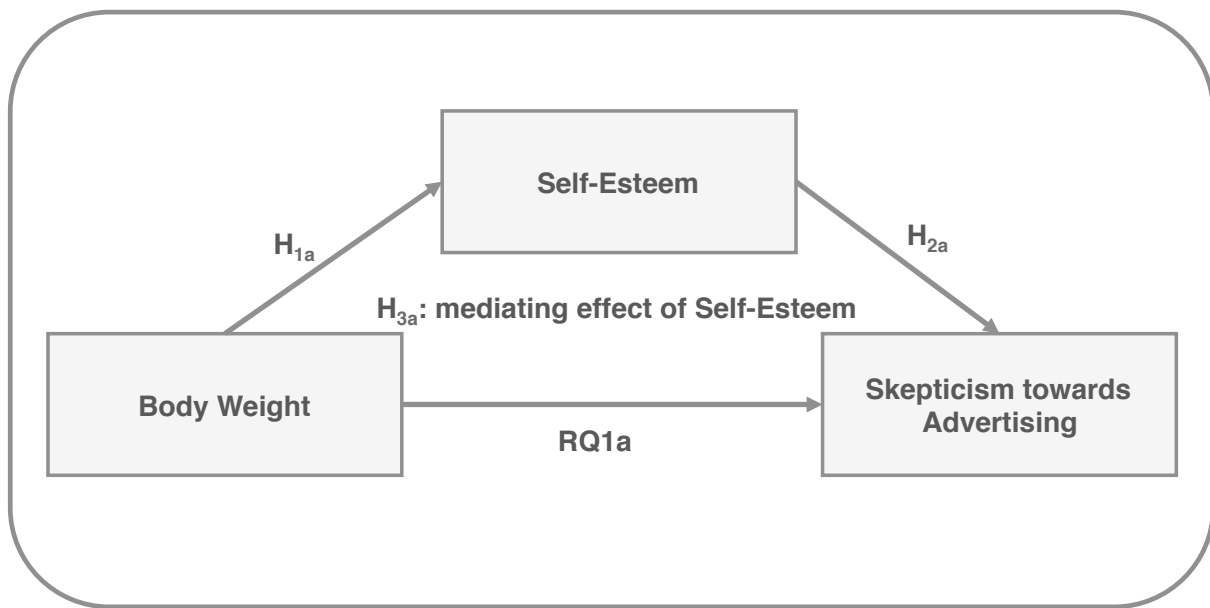 Self-Esteem
H1a
H2a
H3a: mediating effect of Self-Esteem
Body Weight
Skepticism towards
Advertising
RQ1a